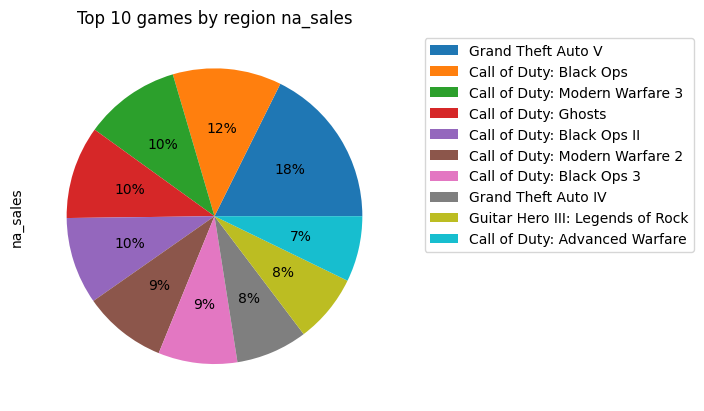 Top 10 games by region na_sales
na_sales
18%
12%
10%
10%
10%
9%
9%
8%
8%
7%
Grand Theft Auto V
Call of Duty: Black Ops
Call of Duty: Modern Warfare 3
Call of Duty: Ghosts
Call of Duty: Black Ops II
Call of Duty: Modern Warfare 2
Call of Duty: Black Ops 3
Grand Theft Auto IV
Guitar Hero III: Legends of Rock
Call of Duty: Advanced Warfare